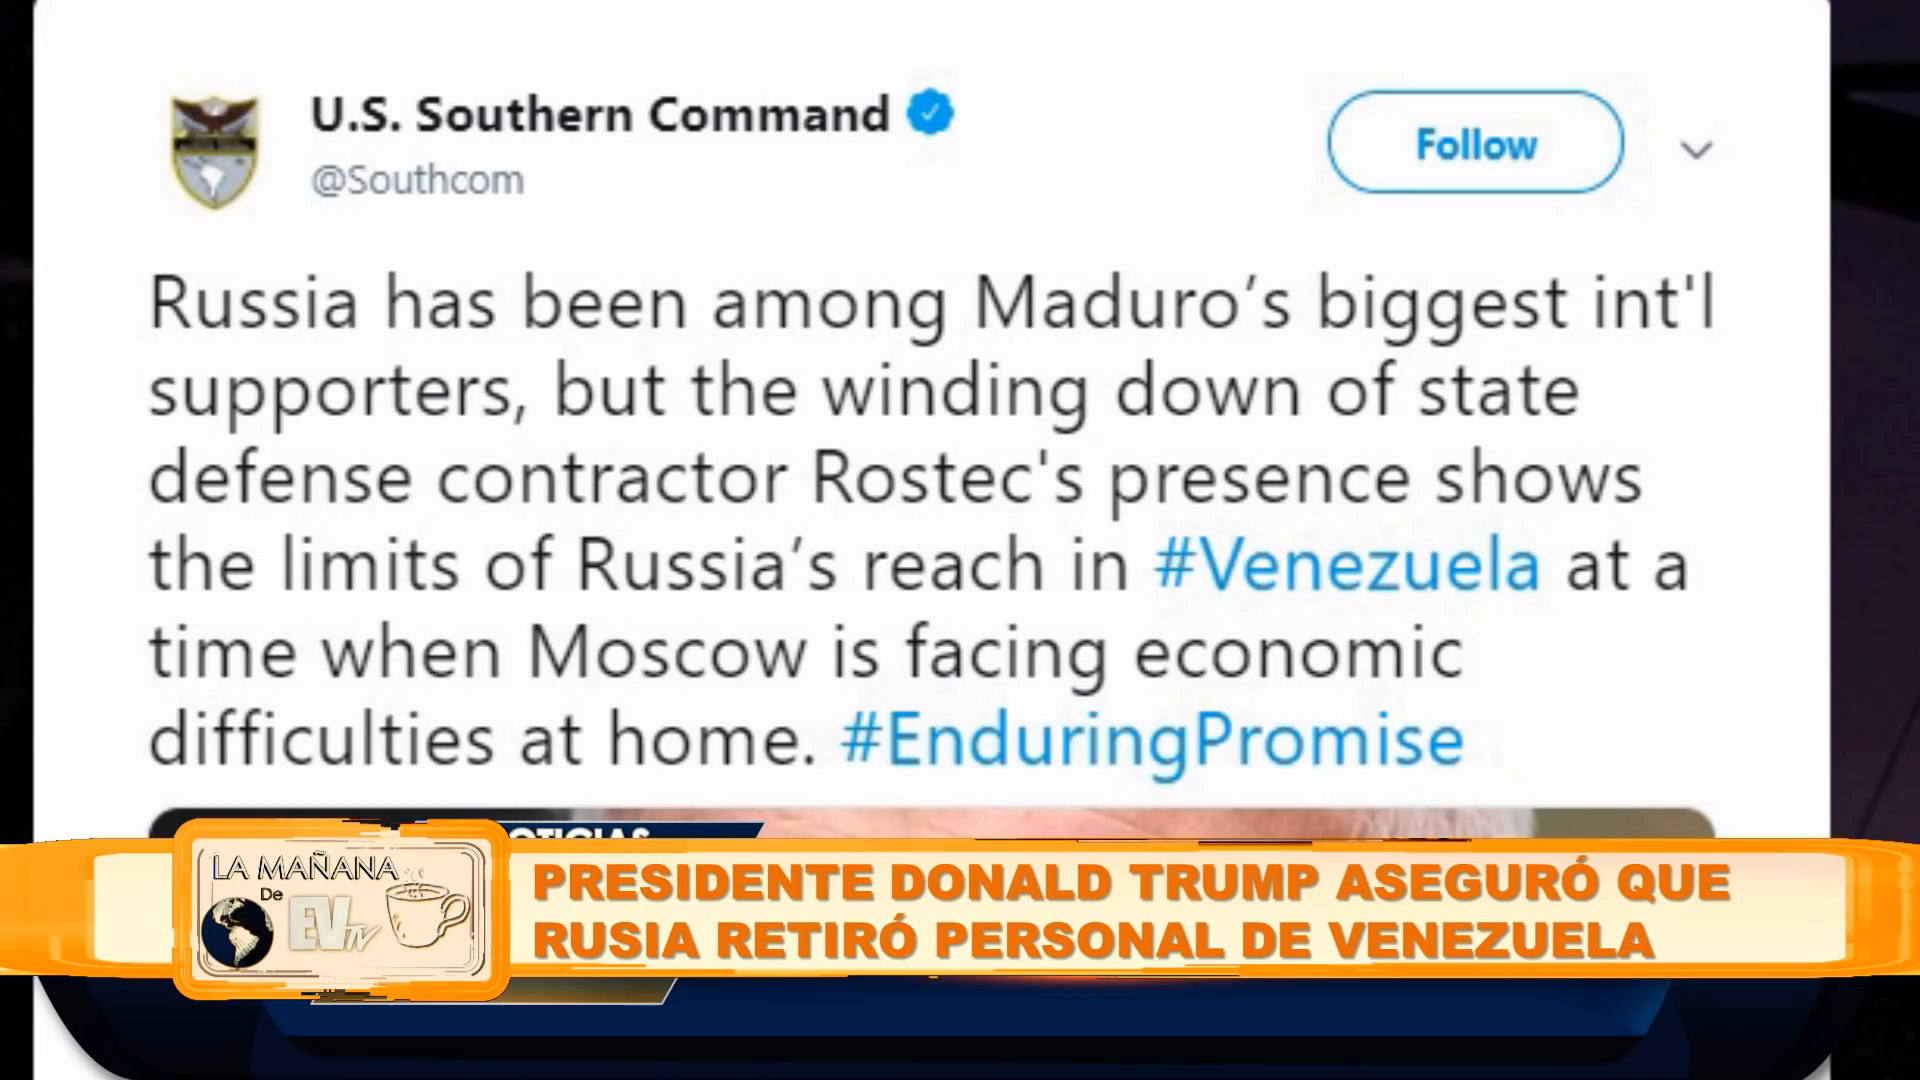 U.S. Southern Command
@Southcom
Follow
Russia has been among Maduro’s biggest int'l
supporters, but the winding down of state
defense contractor Rostec's presence shows
the limits of Russia’s reach in #Venezuela at a
time when Moscow is facing economic
difficulties at home. #EnduringPromise
LA MAÑANA
De
EVTV
PRESIDENTE DONALD TRUMP ASEGURÓ QUE
RUSIA RETIRÓ PERSONAL DE VENEZUELA